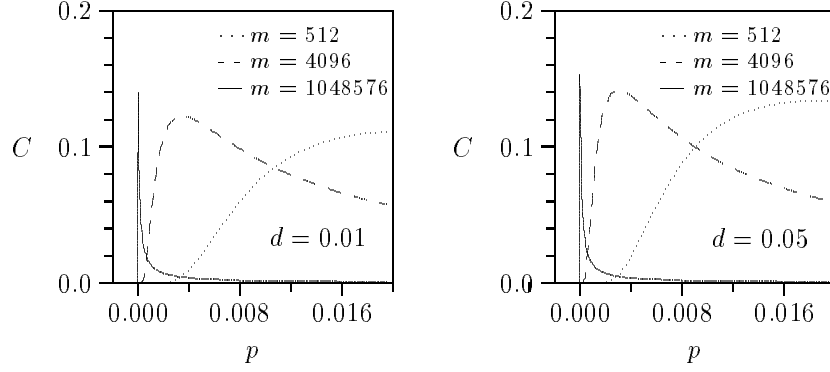 0.2
m = 512
m = 4096
m = 1048576
C
0.1
d = 0.01
0.0
0.000
0.008
0.016
p
0.2
m = 512
m = 4096
m = 1048576
C
0.1
d = 0.05
0.0
0.000
0.008
0.016
p